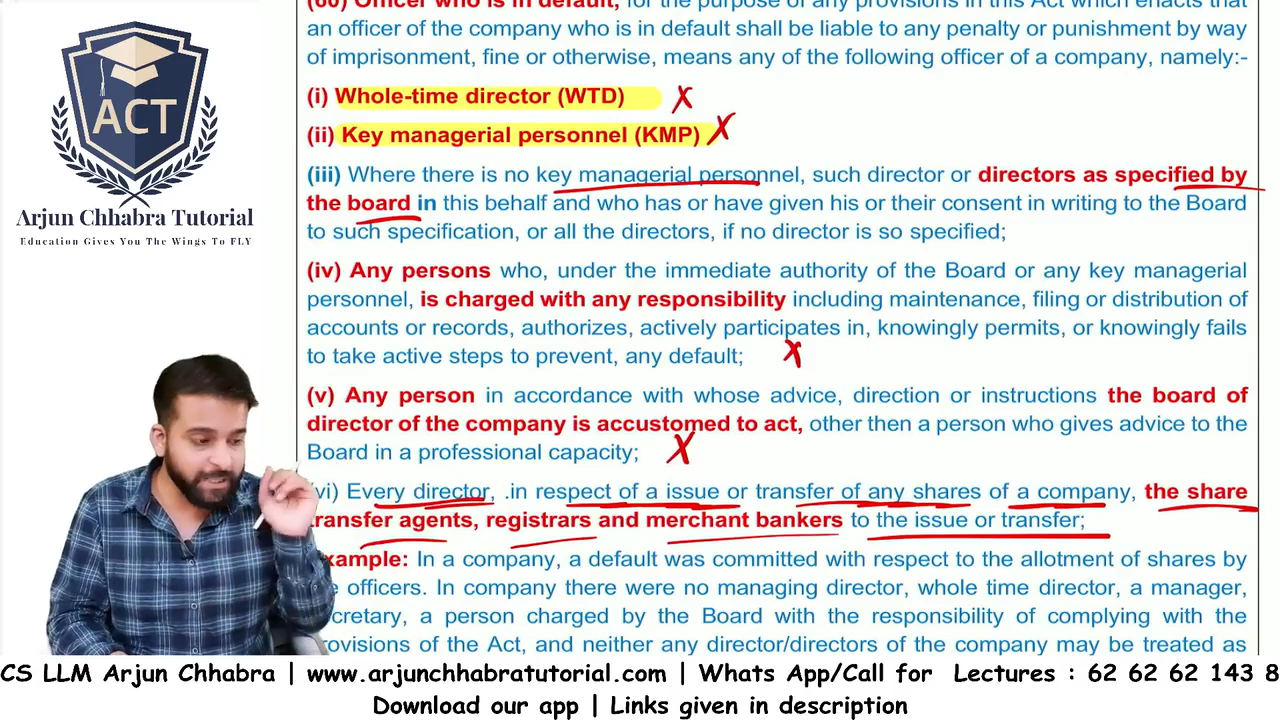 (60) Officer who is in default, for the purpose of any provisions in this Act which enacts that
an officer of the company who is in default shall be liable to any penalty or punishment by way
of imprisonment, fine or otherwise, means any of the following officer of a company, namely:-
(i) Whole-time director (WTD)
(ii) Key managerial personnel (KMP)
(iii) Where there is no key managerial personnel, such director or directors as specified by
the board in this behalf and who has or have given his or their consent in writing to the Board
to such specification, or all the directors, if no director is so specified;
(iv) Any persons who, under the immediate authority of the Board or any key managerial
personnel, is charged with any responsibility including maintenance, filing or distribution of
accounts or records, authorizes, actively participates in, knowingly permits, or knowingly fails
to take active steps to prevent, any default;
(v) Any person in accordance with whose advice, direction or instructions the board of
director of the company is accustomed to act, other then a person who gives advice to the
Board in a professional capacity;
(vi) Every director, .in respect of a issue or transfer of any shares of a company, the share
transfer agents, registrars and merchant bankers to the issue or transfer;
xample: In a company, a default was committed with respect to the allotment of shares by
officers. In company there were no managing director, whole time director, a manager,
ecretary, a person charged by the Board with the responsibility of complying with the
rovisions of the Act, and neither any director/directors of the company may be treated as
ACT
Arjun Chhabra Tutorial
Education Gives You The Wings To FLY
CS LLM Arjun Chhabra | www.arjunchhabratutorial.com | Whats App/Call for Lectures : 62 62 62 143 8
Download our app | Links given in description